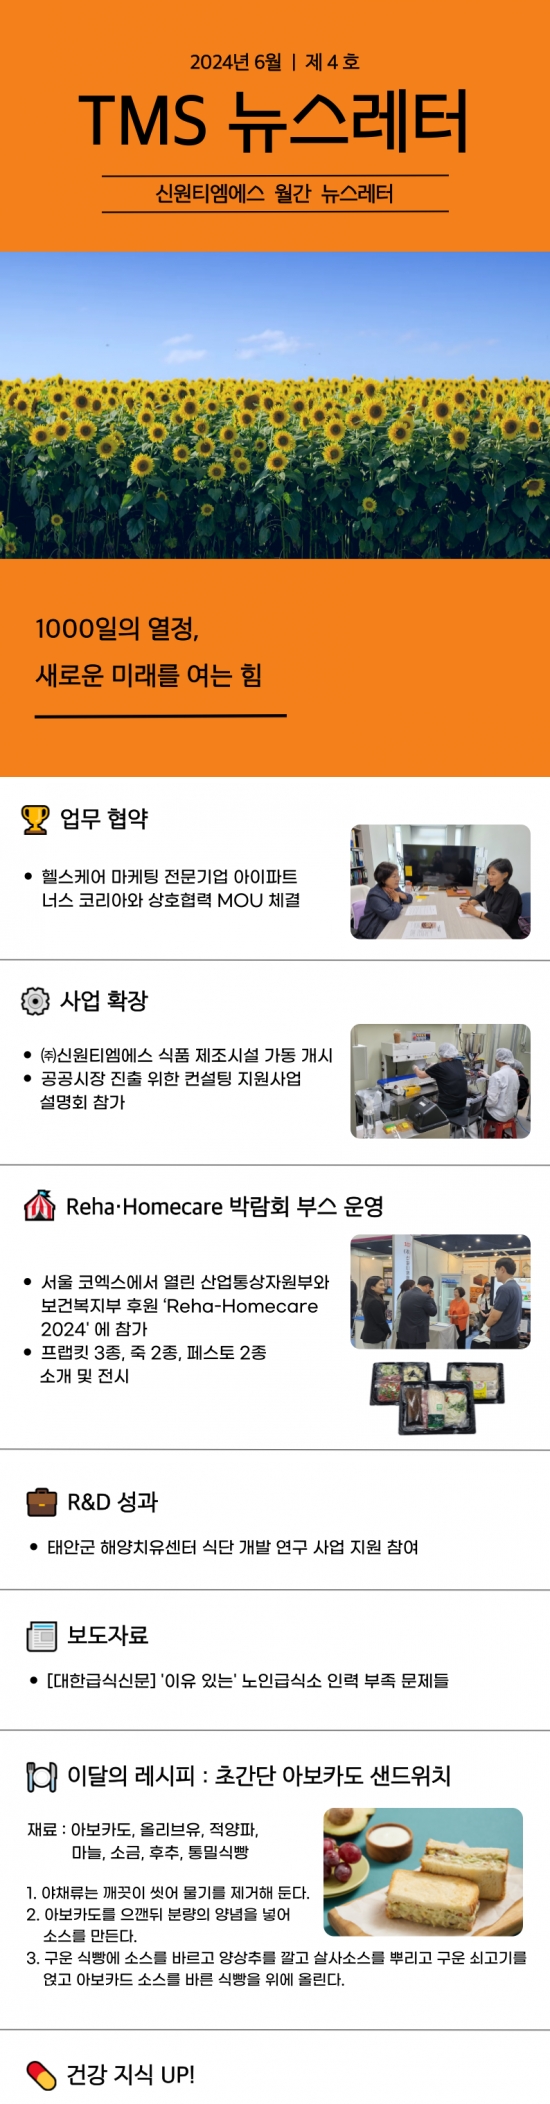 2024년 6월 | 제 4 호
TMS 뉴스레터
신원티엠에스 월간 뉴스레터
1000일의 열정,
새로운 미래를 여는 힘
업무 협약
• 헬스케어 마케팅 전문기업 아이파트
너스 코리아와 상호협력 MOU 체결
사업 확장
• ㈜신원티엠에스 식품 제조시설 가동 개시
• 공공시장 진출 위한 컨설팅 지원사업
설명회 참가
Reha·Homecare 박람회 부스 운영
• 서울 코엑스에서 열린 산업통상자원부와
보건복지부 후원 ‘Reha-Homecare
2024' 에 참가
• 프랩킷 3종, 죽 2종, 페스토 2종
소개 및 전시
R&D 성과
• 태안군 해양치유센터 식단 개발 연구 사업 지원 참여
보도자료
• [대한급식신문] '이유 있는' 노인급식소 인력 부족 문제들
이달의 레시피 : 초간단 아보카도 샌드위치
재료 : 아보카도, 올리브유, 적양파,
마늘, 소금, 후추, 통밀식빵
1. 야채류는 깨끗이 씻어 물기를 제거해 둔다.
2. 아보카도를 으깬뒤 분량의 양념을 넣어
소스를 만든다.
3. 구운 식빵에 소스를 바르고 양상추를 깔고 살사소스를 뿌리고 구운 쇠고기를
얹고 아보카드 소스를 바른 식빵을 위에 올린다.
건강 지식 UP!